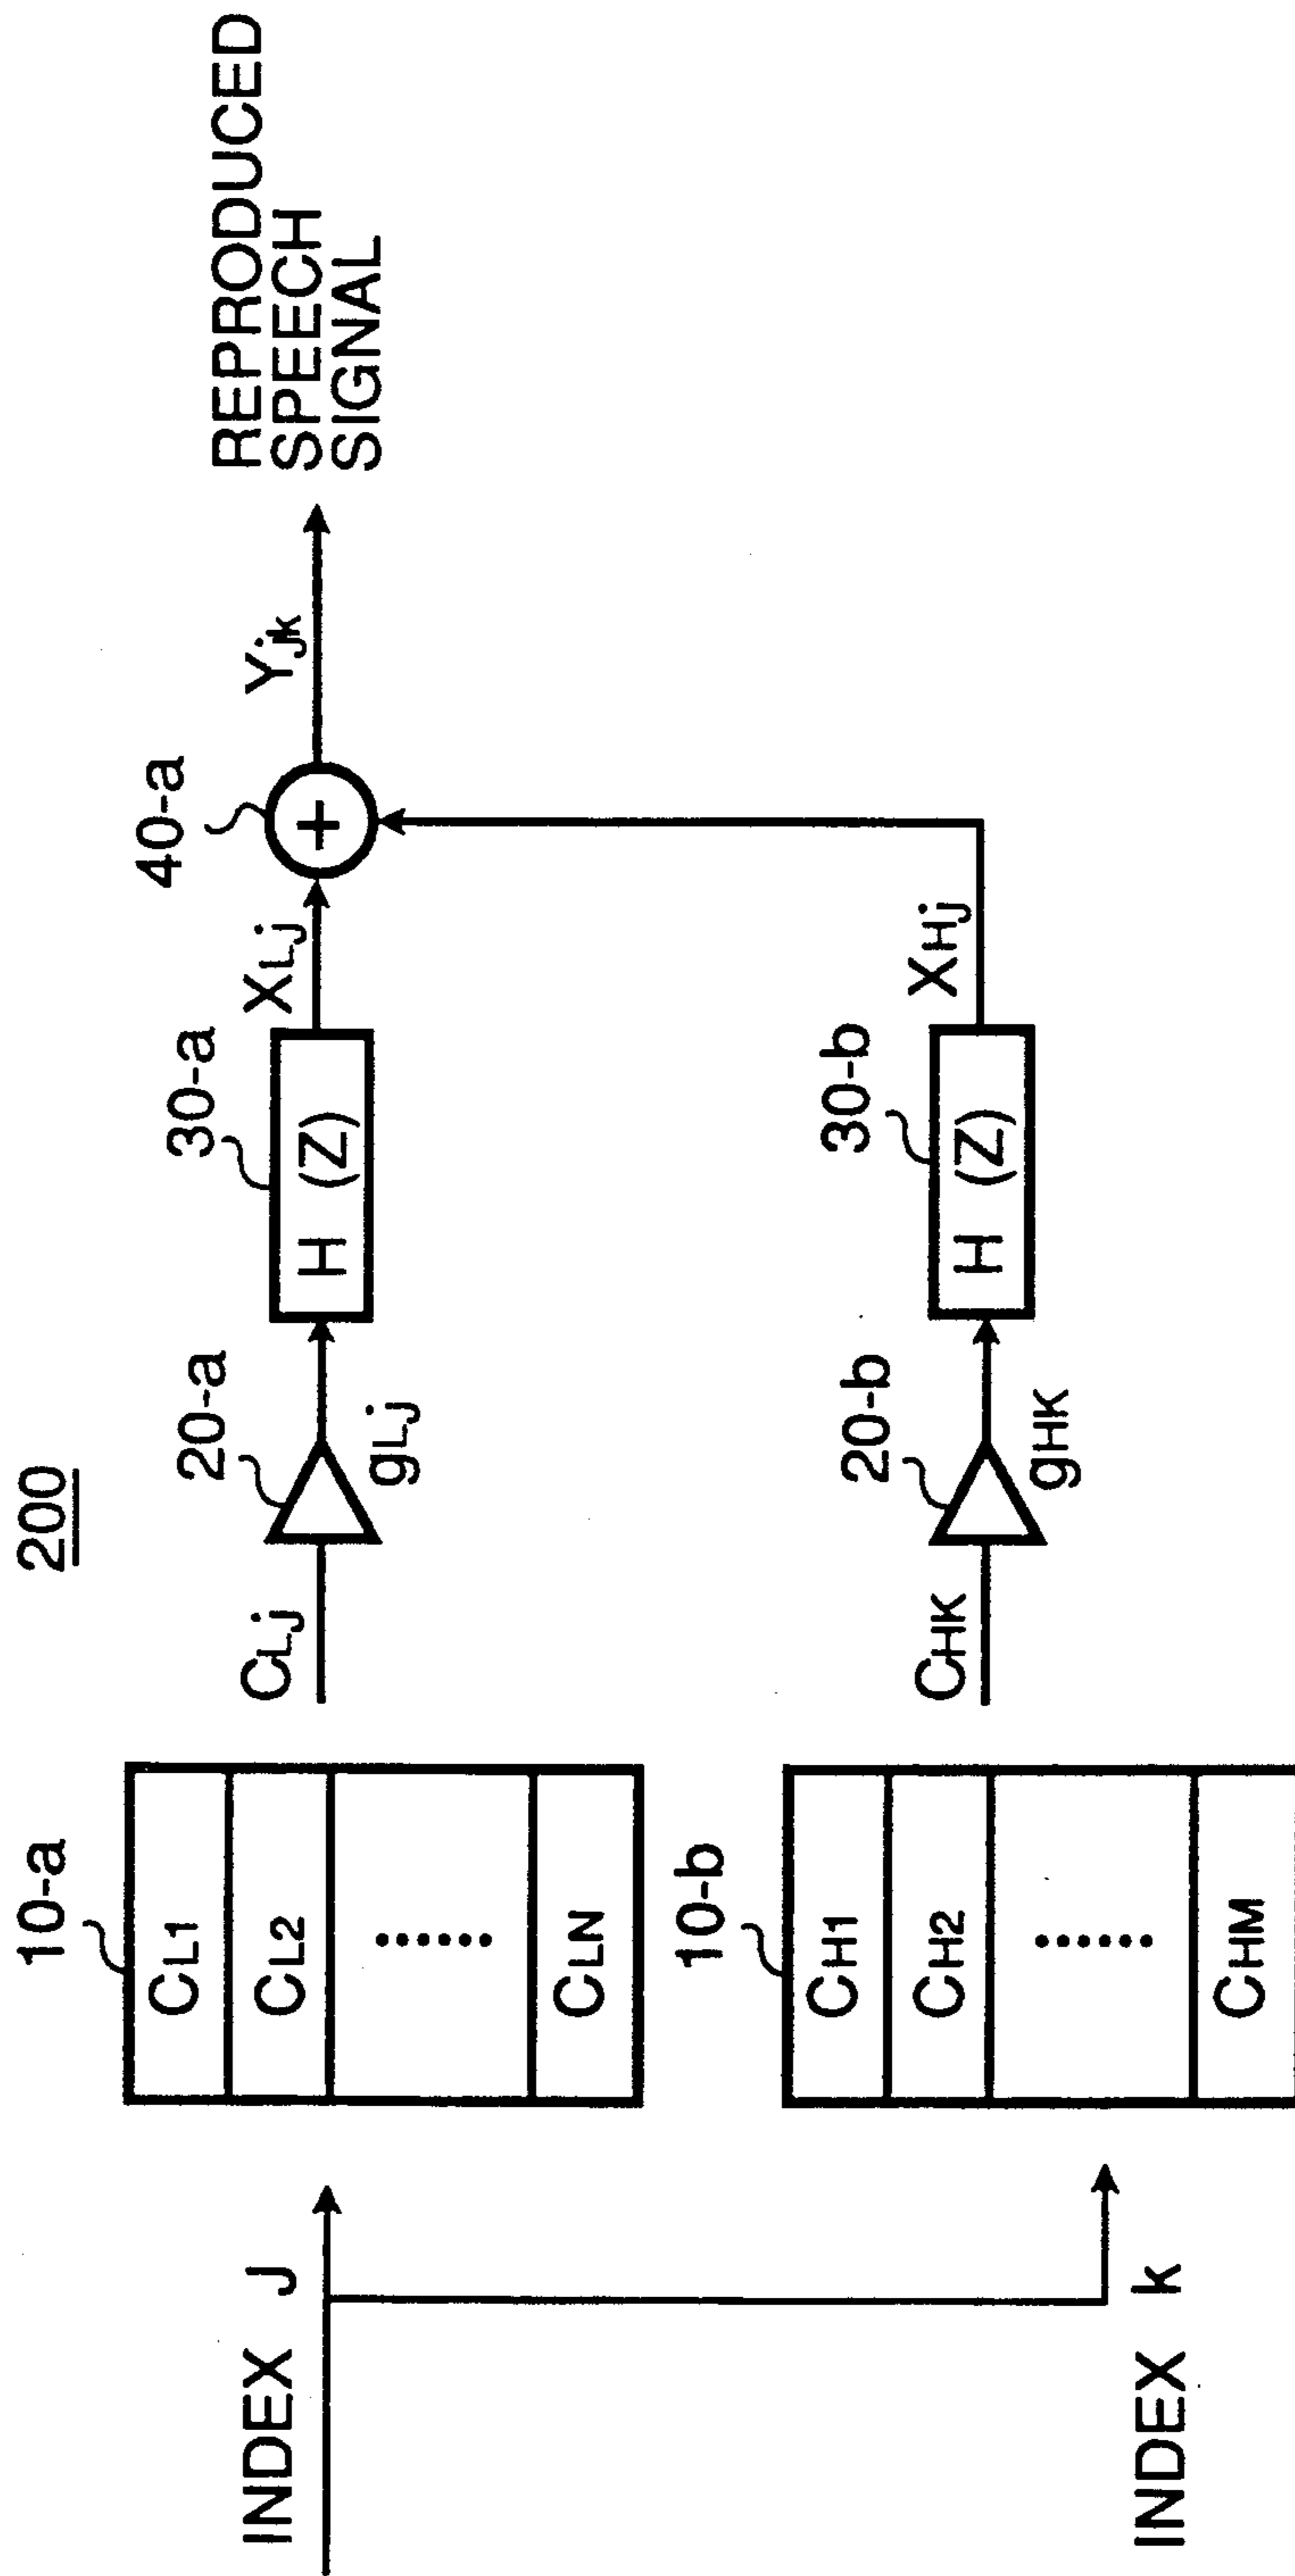 200
INDEX J
10-a
CL1
CL2
......
CLN
CLj
20-a
gLj
30-a
H (Z)
XLj
40-a
+
Yjk
REPRODUCED
SPEECH
SIGNAL
INDEX k
10-b
CH1
CH2
......
CHM
CHK
20-b
gHK
30-b
H (Z)
XHj